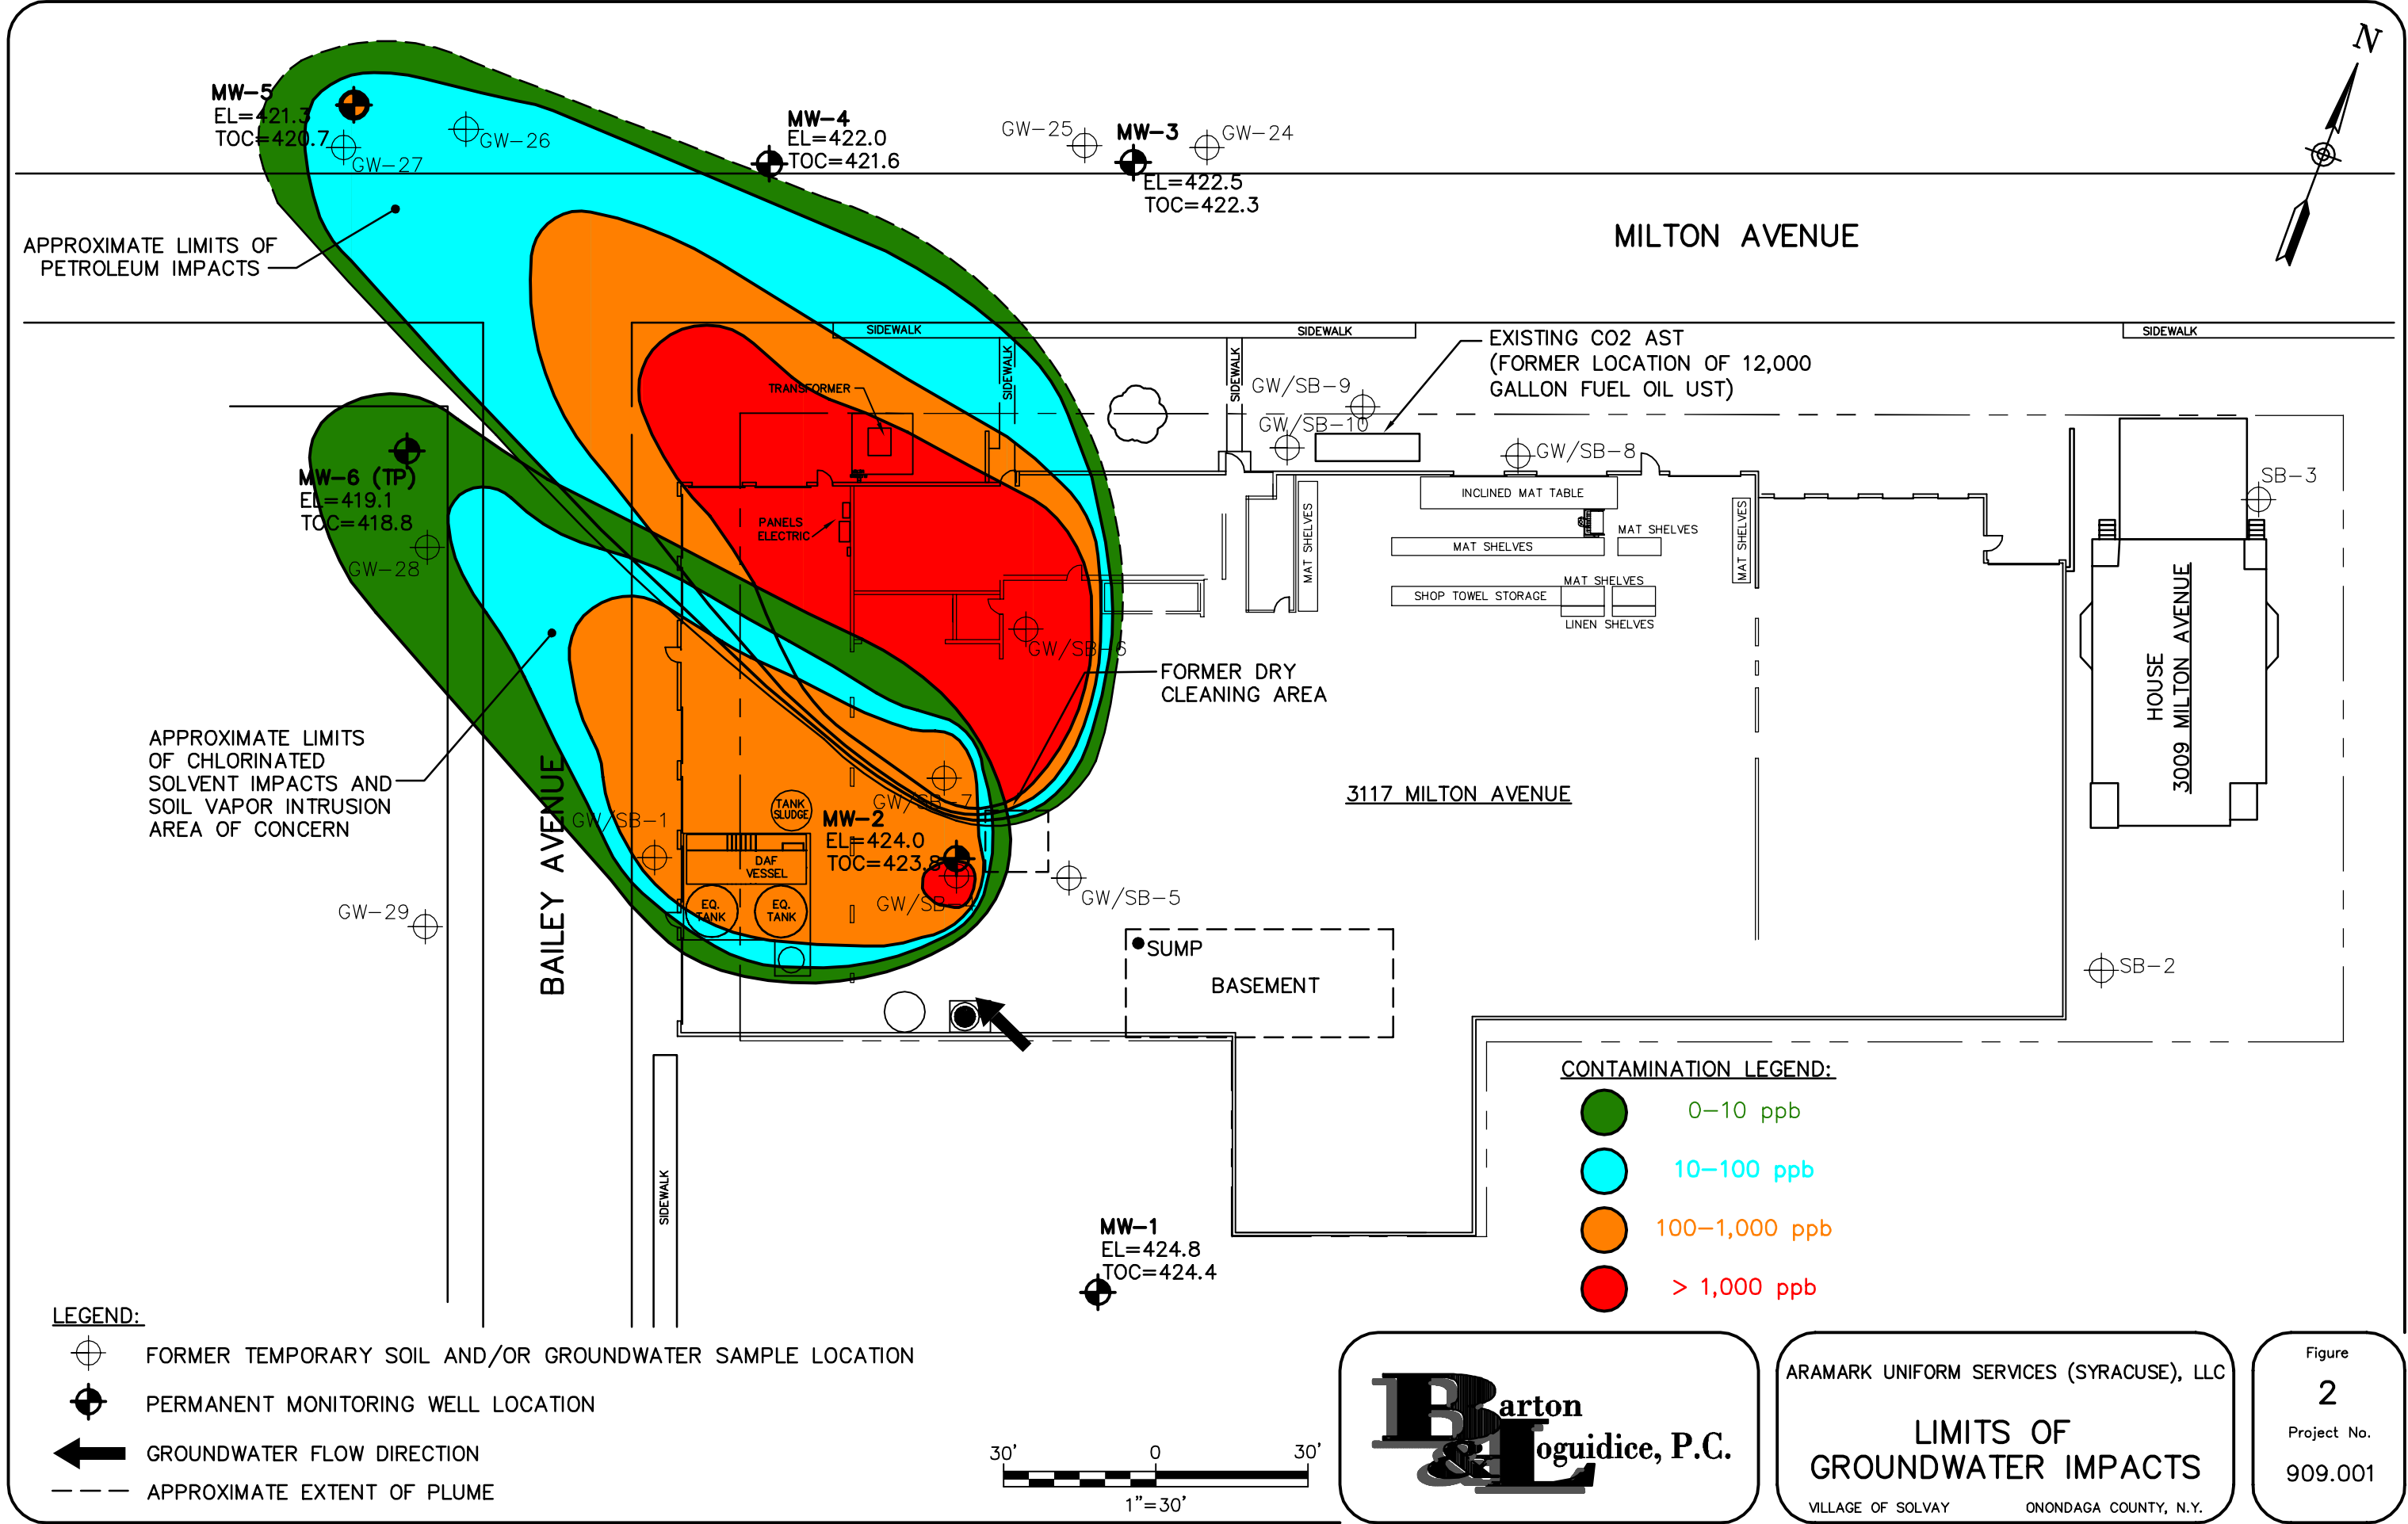 N
MW-5
EL=421.3
TOC=420.7
GW-27
GW-26
MW-4
EL=422.0
TOC=421.6
GW-25
MW-3
GW-24
EL=422.5
TOC=422.3
MILTON AVENUE
APPROXIMATE LIMITS OF
PETROLEUM IMPACTS
SIDEWALK
SIDEWALK
SIDEWALK
SIDEWALK
SIDEWALK
EXISTING CO2 AST
(FORMER LOCATION OF 12,000
GALLON FUEL OIL UST)
TRANSFORMER
GW/SB-9
GW/SB-10
GW/SB-8
MW-6 (TP)
EL=419.1
TOC=418.8
GW-28
PANELS
ELECTRIC
INCLINED MAT TABLE
MAT SHELVES
MAT SHELVES
MAT SHELVES
MAT SHELVES
MAT SHELVES
SHOP TOWEL STORAGE
LINEN SHELVES
SB-3
HOUSE
3009 MILTON AVENUE
GW/SB-6
FORMER DRY
CLEANING AREA
APPROXIMATE LIMITS
OF CHLORINATED
SOLVENT IMPACTS AND
SOIL VAPOR INTRUSION
AREA OF CONCERN
BAILEY AVENUE
3117 MILTON AVENUE
GW/SB-7
TANK
SLUDGE
GW/SB-1
MW-2
EL=424.0
TOC=423.8
DAF
VESSEL
EQ.
TANK
EQ.
TANK
GW/SB-
GW/SB-5
GW-29
SUMP
BASEMENT
SB-2
SIDEWALK
MW-1
EL=424.8
TOC=424.4
CONTAMINATION LEGEND:
0-10 ppb
10-100 ppb
100-1,000 ppb
> 1,000 ppb
LEGEND:
FORMER TEMPORARY SOIL AND/OR GROUNDWATER SAMPLE LOCATION
PERMANENT MONITORING WELL LOCATION
GROUNDWATER FLOW DIRECTION
APPROXIMATE EXTENT OF PLUME
30' 0 30'
1"=30'
Barton
& Loguidice, P.C.
ARAMARK UNIFORM SERVICES (SYRACUSE), LLC
LIMITS OF
GROUNDWATER IMPACTS
VILLAGE OF SOLVAY ONONDAGA COUNTY, N.Y.
Figure
2
Project No.
909.001